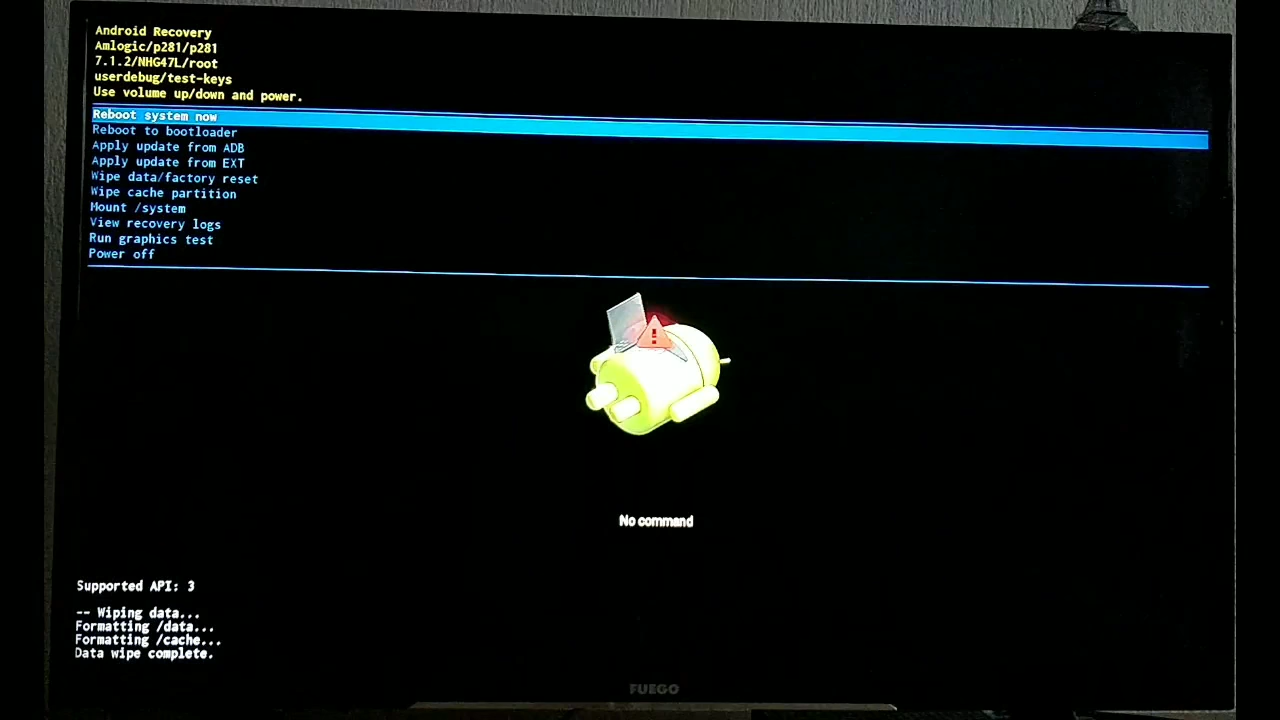 Android Recovery
Amlogic/p281/p281
7.1.2/NHG47L/root
userdebug/test-keys
Use volume up/down and power.
Reboot system now
Reboot to bootloader
Apply update from ADB
Apply update from EXT
Wipe data/factory reset
Wipe cache partition
Mount /system
View recovery logs
Run graphics test
Power off
No command
Supported API: 3
-- Wiping data...
Formatting /data...
Formatting /cache...
Data wipe complete.
FUEGO